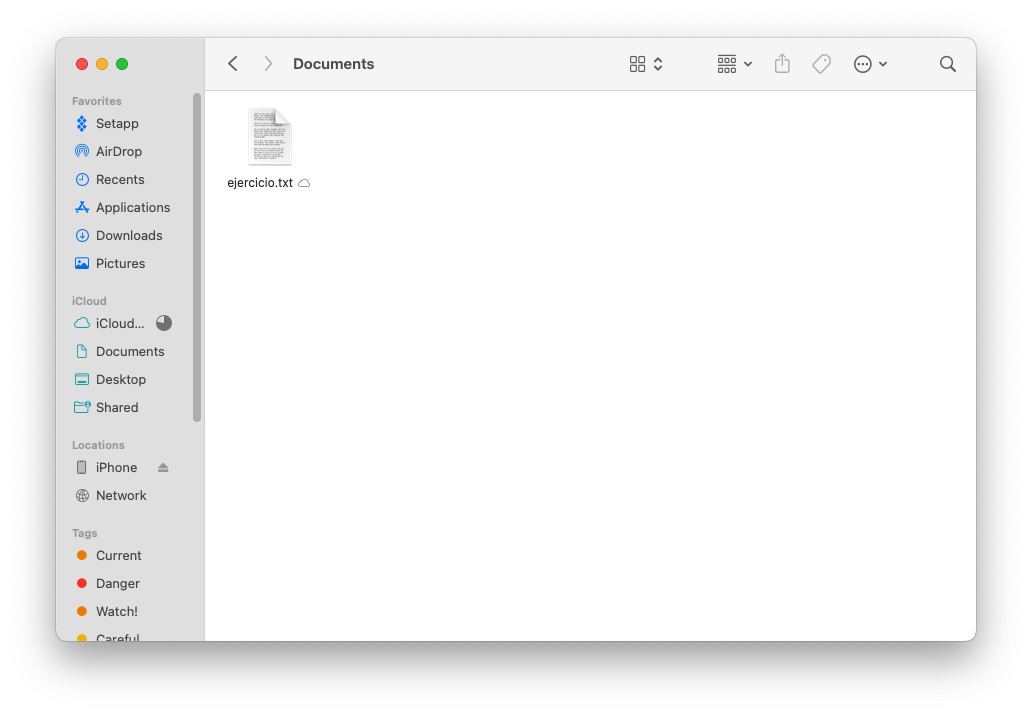 Documents
Favorites
Setapp
AirDrop
Recents
Applications
Downloads
Pictures
iCloud
iCloud...
Documents
Desktop
Shared
Locations
iPhone
Network
Tags
Current
Danger
Watch!
Careful
ejercicio.txt